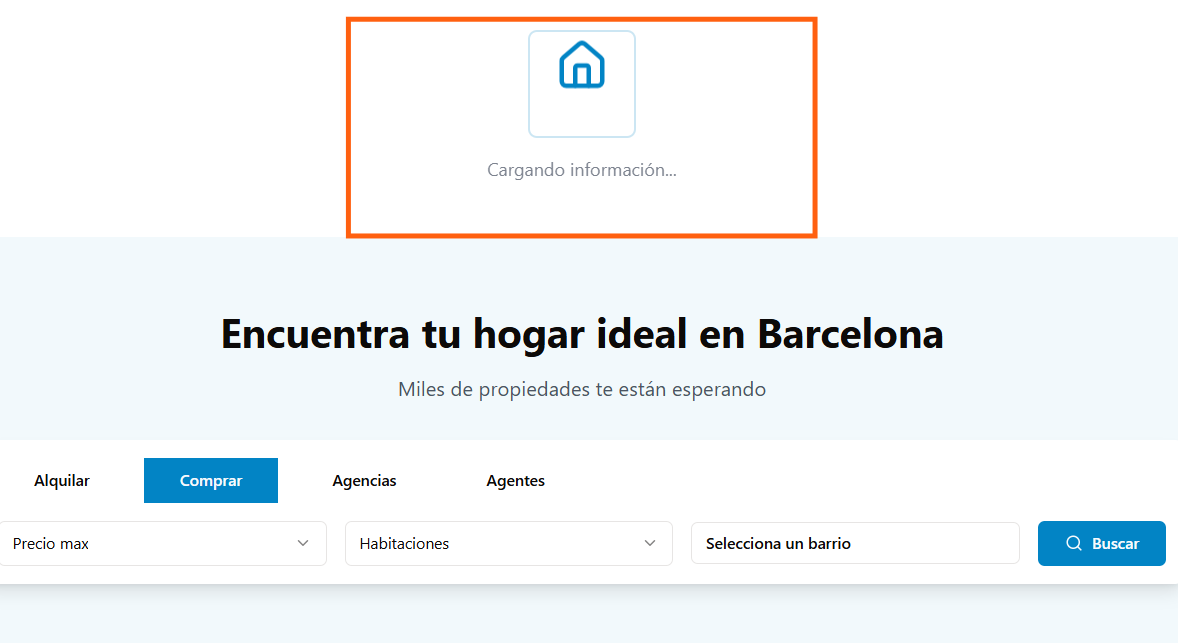 Cargando información...
Encuentra tu hogar ideal en Barcelona
Miles de propiedades te están esperando
Alquilar Comprar Agencias Agentes
Precio max Habitaciones Selecciona un barrio Buscar